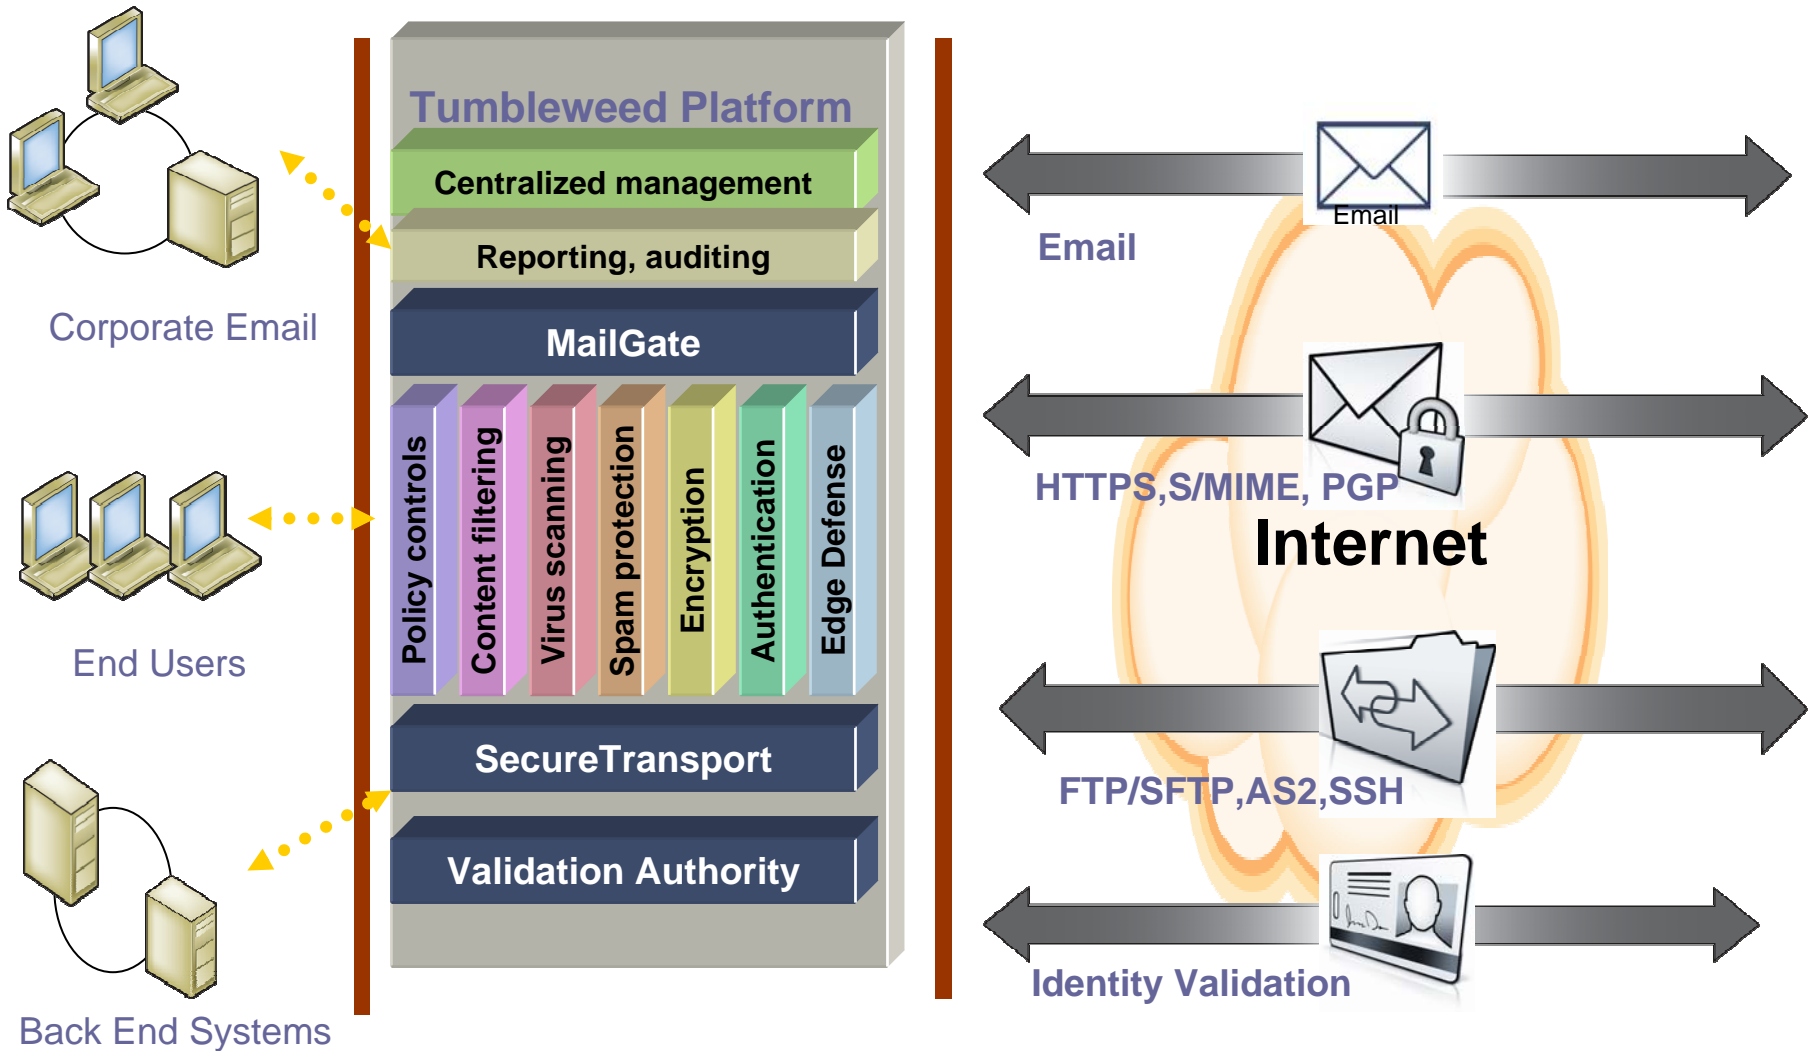 Corporate Email
End Users
Back End Systems
Tumbleweed Platform
Centralized management
Reporting, auditing
MailGate
Policy controls
Content filtering
Virus scanning
Spam protection
Encryption
Authentication
Edge Defense
SecureTransport
Validation Authority
Email
Email
HTTPS,S/MIME, PGP
Internet
FTP/SFTP,AS2,SSH
Identity Validation